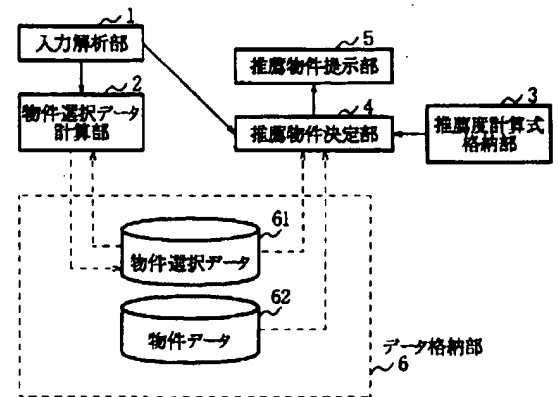 1
入力解析部
5
推薦物件提示部
2
物件選択データ
計算部
4
推薦物件決定部
3
推薦度計算式
格納部
61
物件選択データ
62
物件データ
データ格納部
6